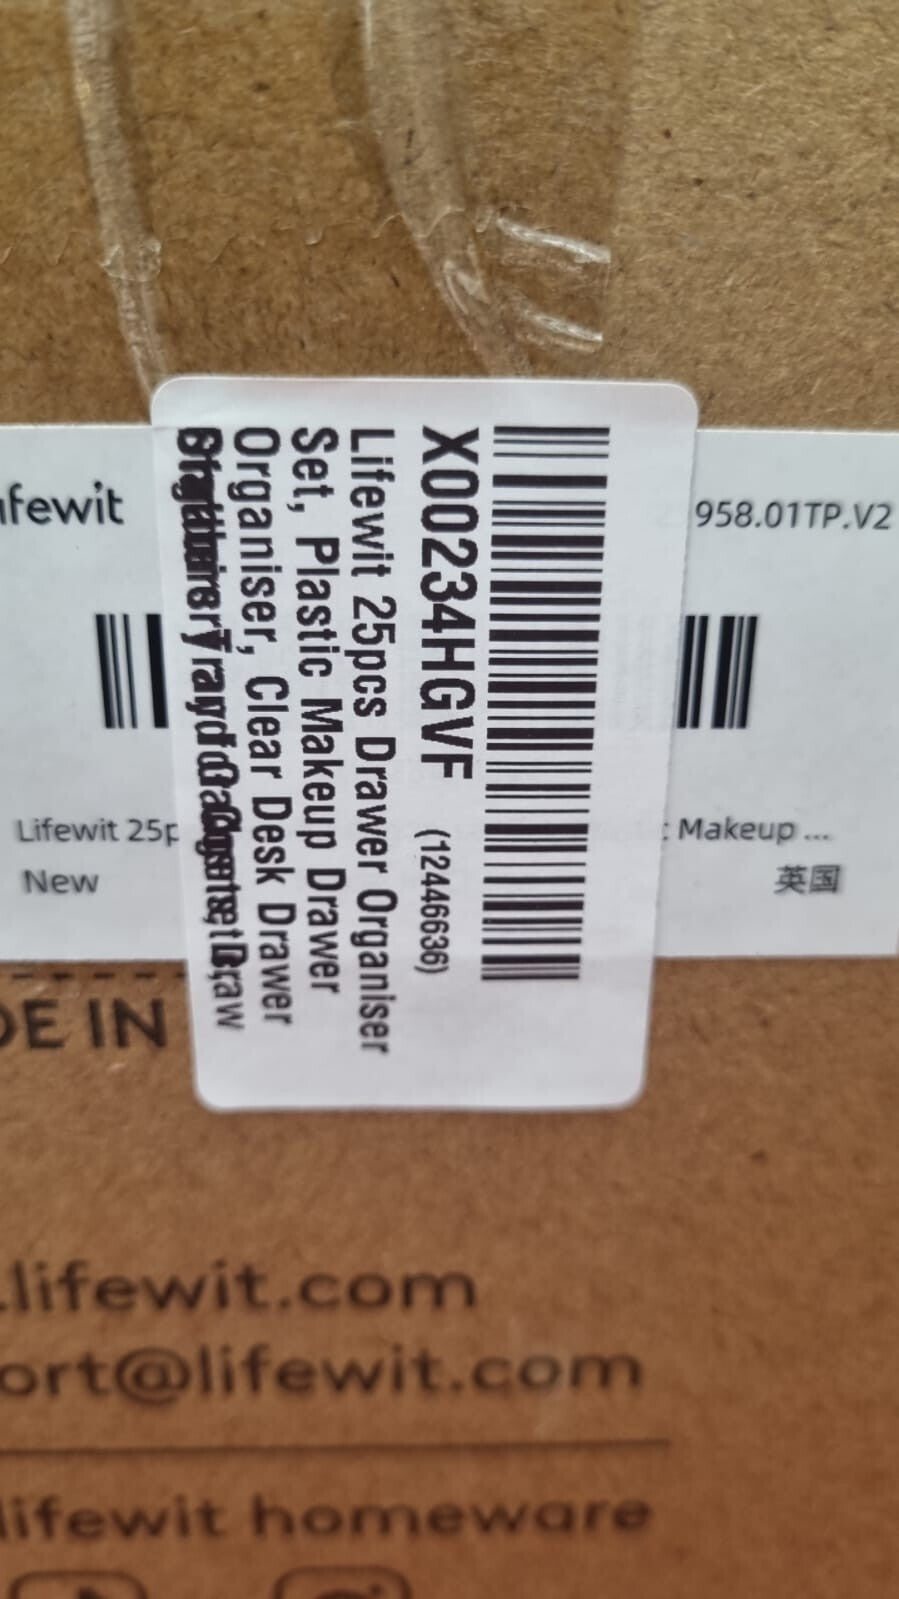 X00234HGVF (12446636)
Lifewit 25pcs Drawer Organiser
Set, Plastic Makeup Drawer
Organiser, Clear Desk Drawer
ifewit
958.01TP.V2
Lifewit 25p
: Makeup ...
New
英国
DE IN
.lifewit.com
ort@lifewit.com
lifewit homeware